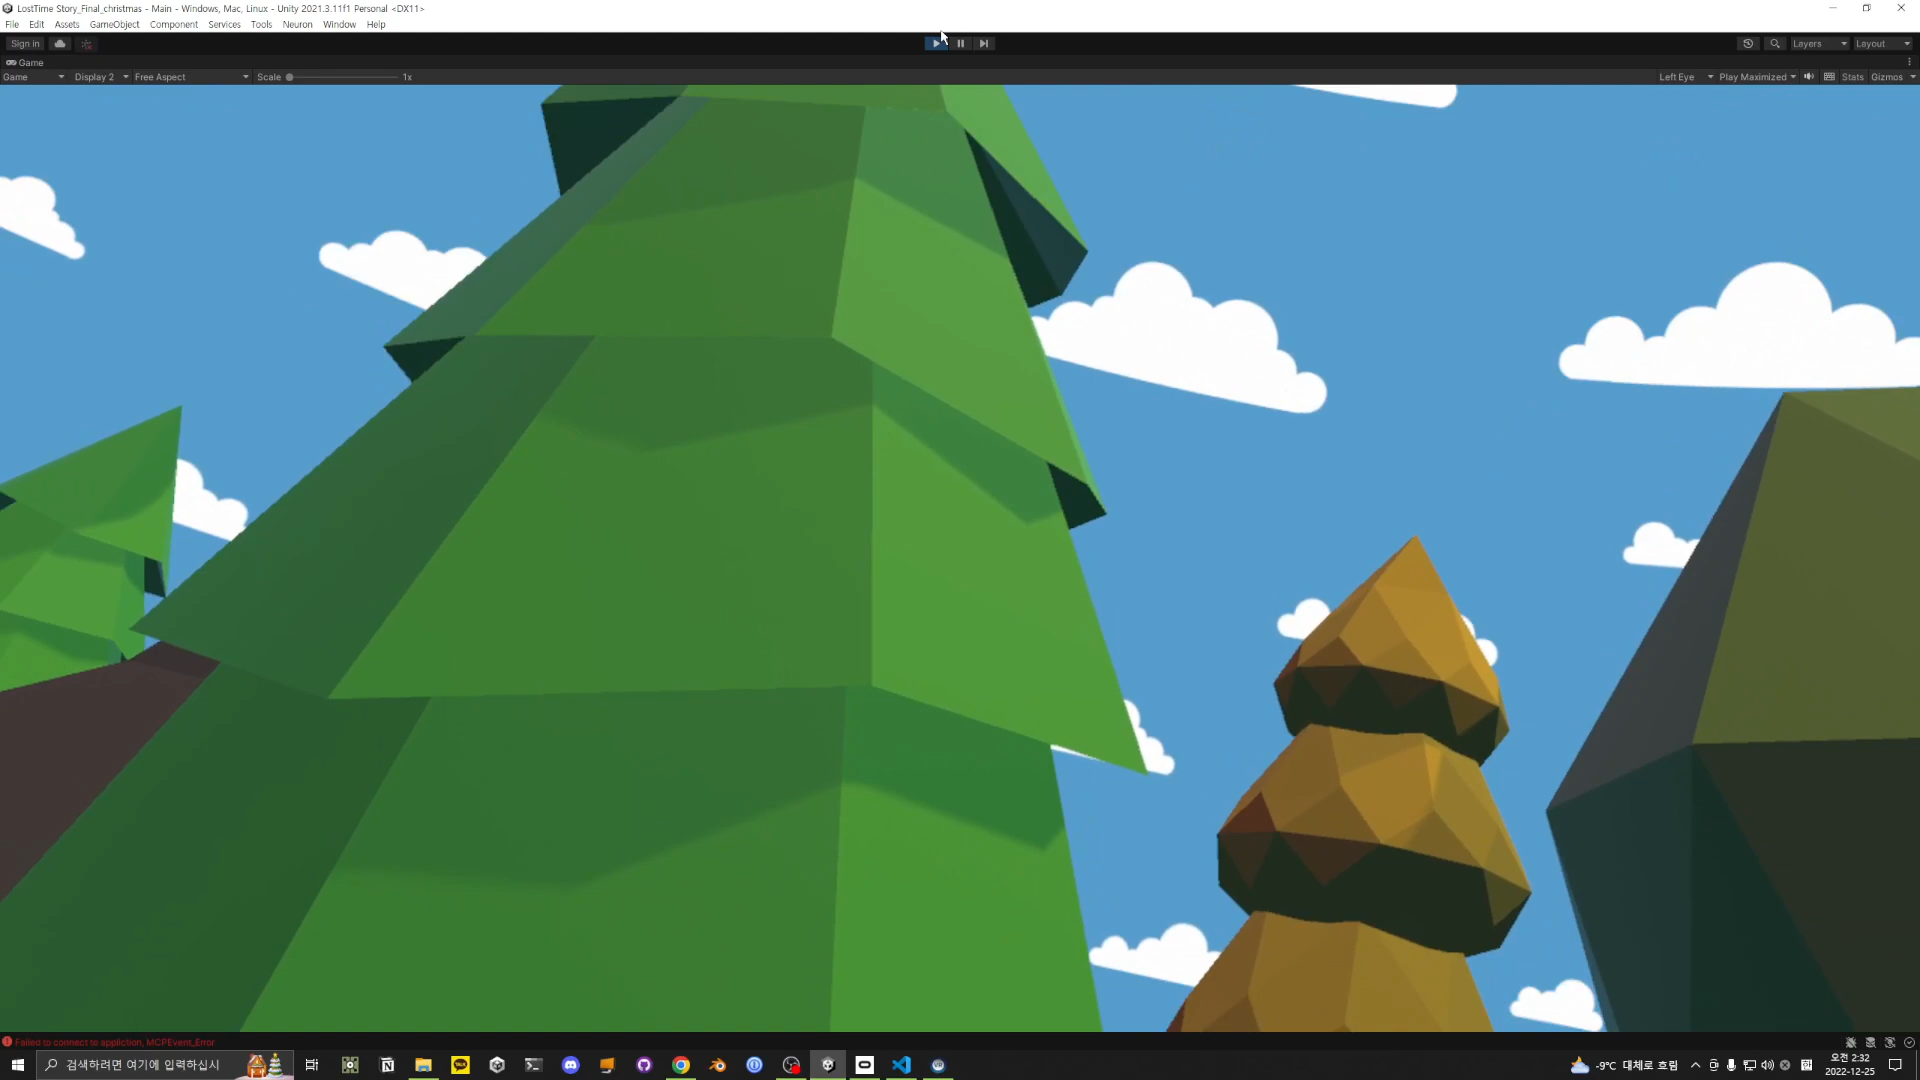 LostTime Story_Final_christmas - Main - Windows, Mac, Linux - Unity 2021.3.11f1 Personal <DX11>
File Edit Assets GameObject Component Services Tools Neuron Window Help
Sign in
Layers Layout
Game
Game Display 2 Free Aspect Scale 1x Left Eye Play Maximized Stats Gizmos
Failed to connect to appliction, MCPEvent_Error
검색하려면 여기에 입력하십시 -9°C 대체로 흐림 오전 2:32
2022-12-25